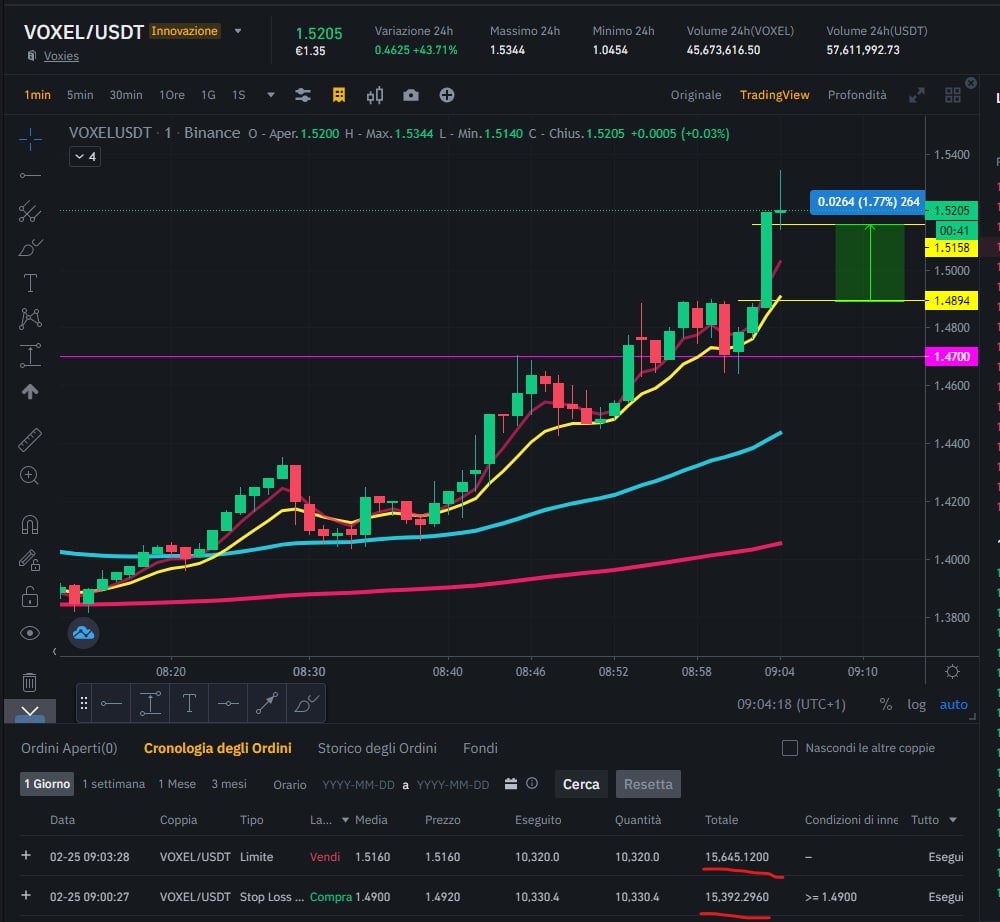 VOXEL/USDT Innovazione
Voxies
1.5205
€1.35
Variazione 24h
0.4625 +43.71%
Massimo 24h
1.5344
Minimo 24h
1.0454
Volume 24h(VOXEL)
45,673,616.50
Volume 24h(USDT)
57,611,992.73
1min 5min 30min 1Ore 1G 1S
Originale TradingView Profondità
VOXELUSDT · 1 · Binance O - Aper.1.5200 H - Max.1.5344 L - Min.1.5140 C - Chius.1.5205 +0.0005 (+0.03%)
4
0.0264 (1.77%) 264
1.5400
1.5205
00:41
1.5158
1.5000
1.4894
1.4800
1.4700
1.4600
1.4400
1.4200
1.4000
1.3800
08:20 08:30 08:40 08:46 08:52 08:58 09:04 09:10
09:04:18 (UTC+1) % log auto
Ordini Aperti(0) Cronologia degli Ordini Storico degli Ordini Fondi
Nascondi le altre coppie
1 Giorno 1 settimana 1 Mese 3 mesi Orario YYYY-MM-DD a YYYY-MM-DD Cerca Resetta
Data Coppia Tipo La... Media Prezzo Eseguito Quantità Totale Condizioni di inne Tutto
+ 02-25 09:03:28 VOXEL/USDT Limite Vendi 1.5160 1.5160 10,320.0 10,320.0 15,645.1200 – Esegui
+ 02-25 09:00:27 VOXEL/USDT Stop Loss ... Compra 1.4900 1.4920 10,330.4 10,330.4 15,392.2960 >= 1.4900 Esegui